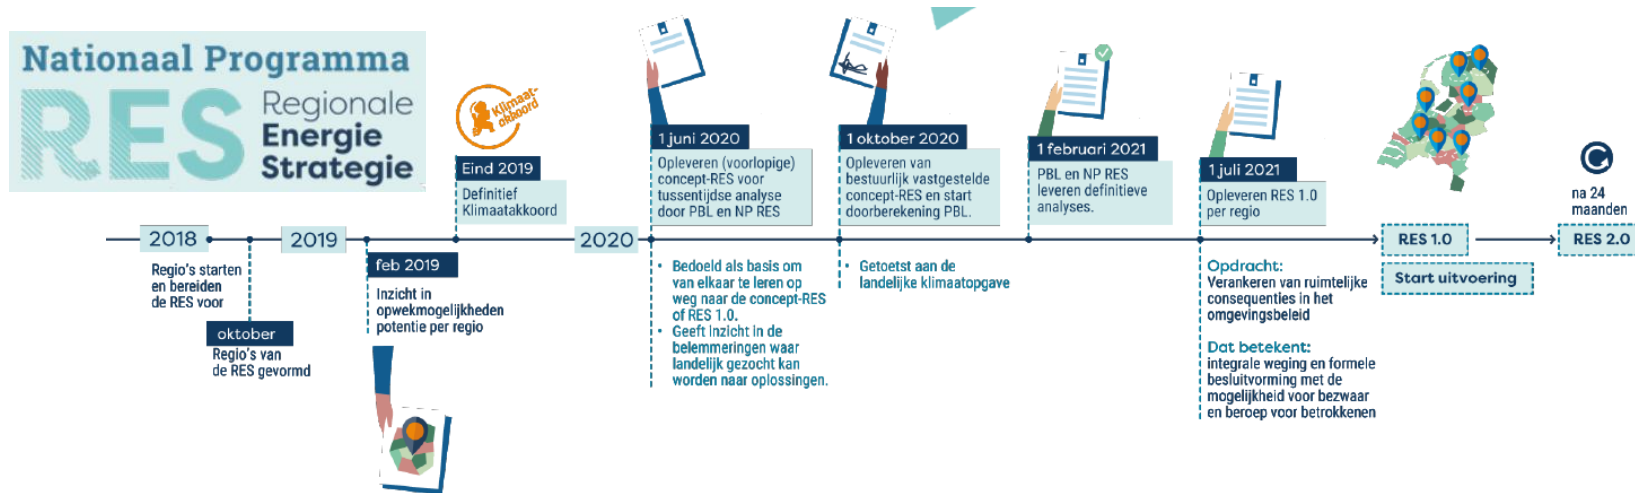 Nationaal Programma
RES
Regionale
Energie
Strategie
2018
Regio's starten
en bereiden
de RES voor
oktober
Regio's van
de RES gevormd
2019
feb 2019
Inzicht in
opwekmogelijkheden
potentie per regio
Klimaat-
akkoord
Eind 2019
Definitief
Klimaatakkoord
2020
1 juni 2020
Opleveren (voorlopige)
concept-RES voor
tussentijdse analyse
door PBL en NP RES
• Bedoeld als basis om
van elkaar te leren op
weg naar de concept-RES
of RES 1.0.
• Geeft inzicht in de
belemmeringen waar
landelijk gezocht kan
worden naar oplossingen.
1 oktober 2020
Opleveren van
bestuurlijk vastgestelde
concept-RES en start
doorberekening PBL.
• Getoetst aan de
landelijke klimaatopgave
1 februari 2021
PBL en NP RES
leveren definitieve
analyses.
1 juli 2021
Opleveren RES 1.0
per regio
Opdracht:
Verankeren van ruimtelijke
consequenties in het
omgevingsbeleid
Dat betekent:
integrale weging en formele
besluitvorming met de
mogelijkheid voor bezwaar
en beroep voor betrokkenen
RES 1.0
Start uitvoering
na 24
maanden
RES 2.0